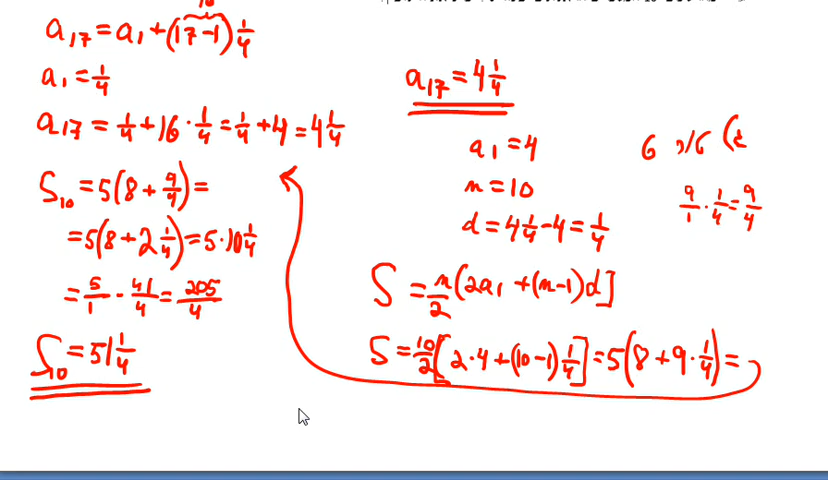 a₁₇ = a₁ + (17-1) 1/4
a₁ = 1/4
a₁₇ = 1/4 + 16 · 1/4 = 1/4 + 4 = 4 1/4
S₁₀ = 5(8 + 9/4) =
= 5(8 + 2 1/4) = 5 · 10 1/4
= 5/1 - 41/4 = 205/4
S₁₀ = 51 1/4
a₁₇ = 4 1/4
a₁ = 4
n = 10
d = 4 1/4 - 4 = 1/4
S = n/2 (2a₁ + (n-1)d]
S = 10/2 [2·4 + (10-1) 1/4] = 5(8 + 9 · 1/4) =
9/1 · 1/4 = 9/4